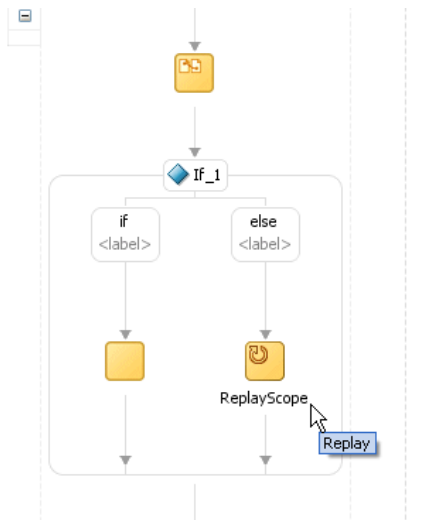 If_1
if
<label>
else
<label>
ReplayScope
Replay